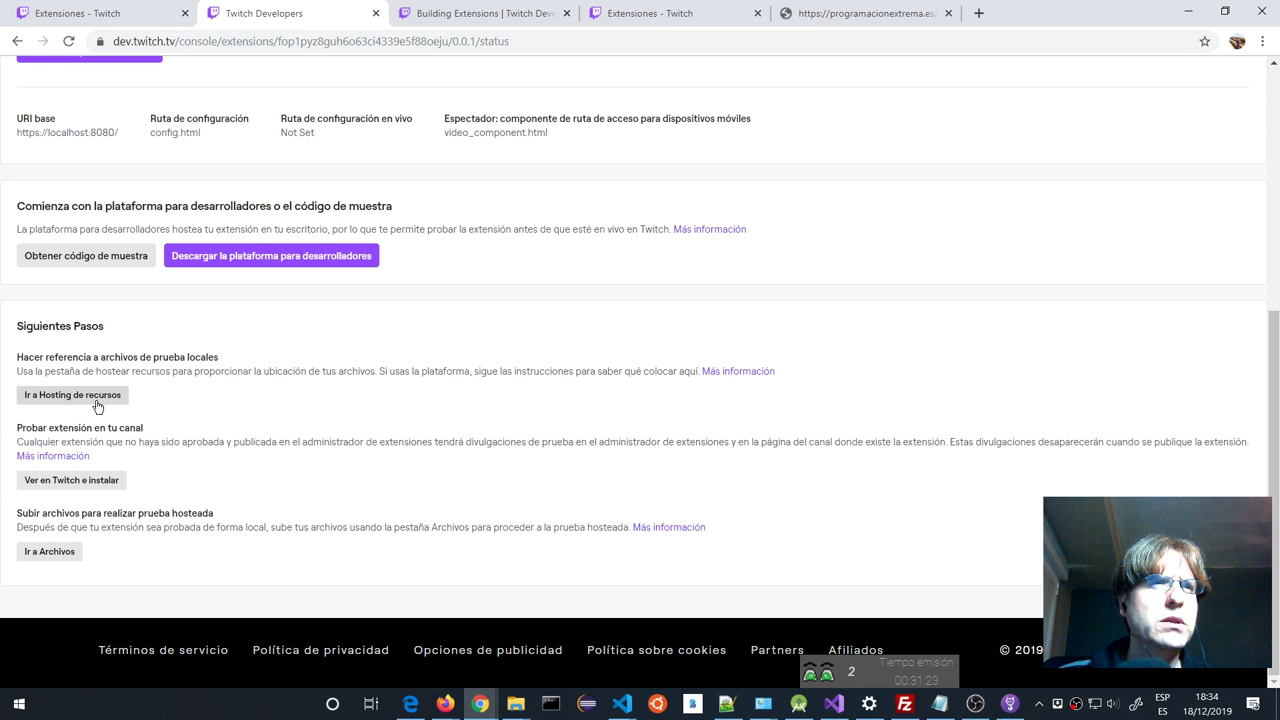 Extensiones - Twitch
Twitch Developers
Building Extensions | Twitch Deve
Extensiones - Twitch
https://programacionextrema.es/
dev.twitch.tv/console/extensions/fop1pyz8guh6o63ci4339e5f88oeju/0.0.1/status
URI base
https://localhost:8080/
Ruta de configuración
config.html
Ruta de configuración en vivo
Not Set
Espectador: componente de ruta de acceso para dispositivos móviles
video_component.html
Comienza con la plataforma para desarrolladores o el código de muestra
La plataforma para desarrolladores hostea tu extensión en tu escritorio, por lo que te permite probar la extensión antes de que esté en vivo en Twitch. Más información
Obtener código de muestra
Descargar la plataforma para desarrolladores
Siguientes Pasos
Hacer referencia a archivos de prueba locales
Usa la pestaña de hostear recursos para proporcionar la ubicación de tus archivos. Si usas la plataforma, sigue las instrucciones para saber qué colocar aquí. Más información
Ir a Hosting de recursos
Probar extensión en tu canal
Cualquier extensión que no haya sido aprobada y publicada en el administrador de extensiones tendrá divulgaciones de prueba en el administrador de extensiones y en la página del canal donde existe la extensión. Estas divulgaciones desaparecerán cuando se publique la extensión.
Más información
Ver en Twitch e instalar
Subir archivos para realizar prueba hosteada
Después de que tu extensión sea probada de forma local, sube tus archivos usando la pestaña Archivos para proceder a la prueba hosteada. Más información
Ir a Archivos
Términos de servicio
Política de privacidad
Opciones de publicidad
Política sobre cookies
Partners
Afiliados
© 2019
2
Tiempo emisión
00:31:23
ESP
ES
18:34
18/12/2019